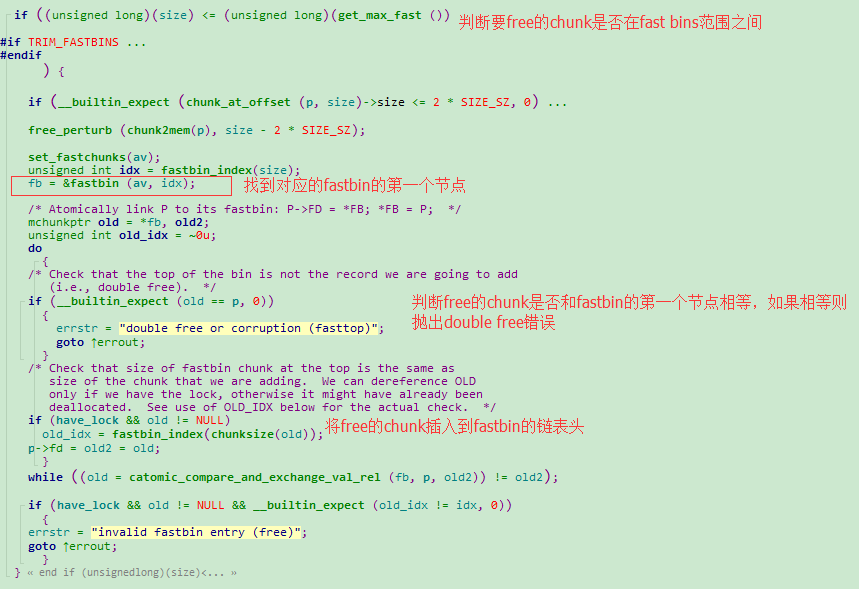 if ((unsigned long)(size) <= (unsigned long)(get_max_fast ()) 判断要free的chunk是否在fast bins范围之间
#if TRIM_FASTBINS ...
#endif
) {
if (__builtin_expect (chunk_at_offset (p, size)->size <= 2 * SIZE_SZ, 0) ...
free_perturb (chunk2mem(p), size - 2 * SIZE_SZ);
set_fastchunks(av);
unsigned int idx = fastbin_index(size);
fb = &fastbin (av, idx); 找到对应的fastbin的第一个节点
/* Atomically link P to its fastbin: P->FD = *FB; *FB = P;  */
mchunkptr old = *fb, old2;
unsigned int old_idx = ~0u;
do
{
/* Check that the top of the bin is not the record we are going to add
(i.e., double free).  */
if (__builtin_expect (old == p, 0)) 判断free的chunk是否和fastbin的第一个节点相等，如果相等则
抛出double free错误
{
errstr = "double free or corruption (fasttop)";
goto ↑errout;
}
/* Check that size of fastbin chunk at the top is the same as
size of the chunk that we are adding.  We can dereference OLD
only if we have the lock, otherwise it might have already been
deallocated.  See use of OLD_IDX below for the actual check.  */
if (have_lock && old != NULL)
old_idx = fastbin_index(chunksize(old)); 将free的chunk插入到fastbin的链表头
p->fd = old2 = old;
}
while ((old = catomic_compare_and_exchange_val_rel (fb, p, old2)) != old2);
if (have_lock && old != NULL && __builtin_expect (old_idx != idx, 0))
{
errstr = "invalid fastbin entry (free)";
goto ↑errout;
}
} « end if (unsignedlong)(size)<... »